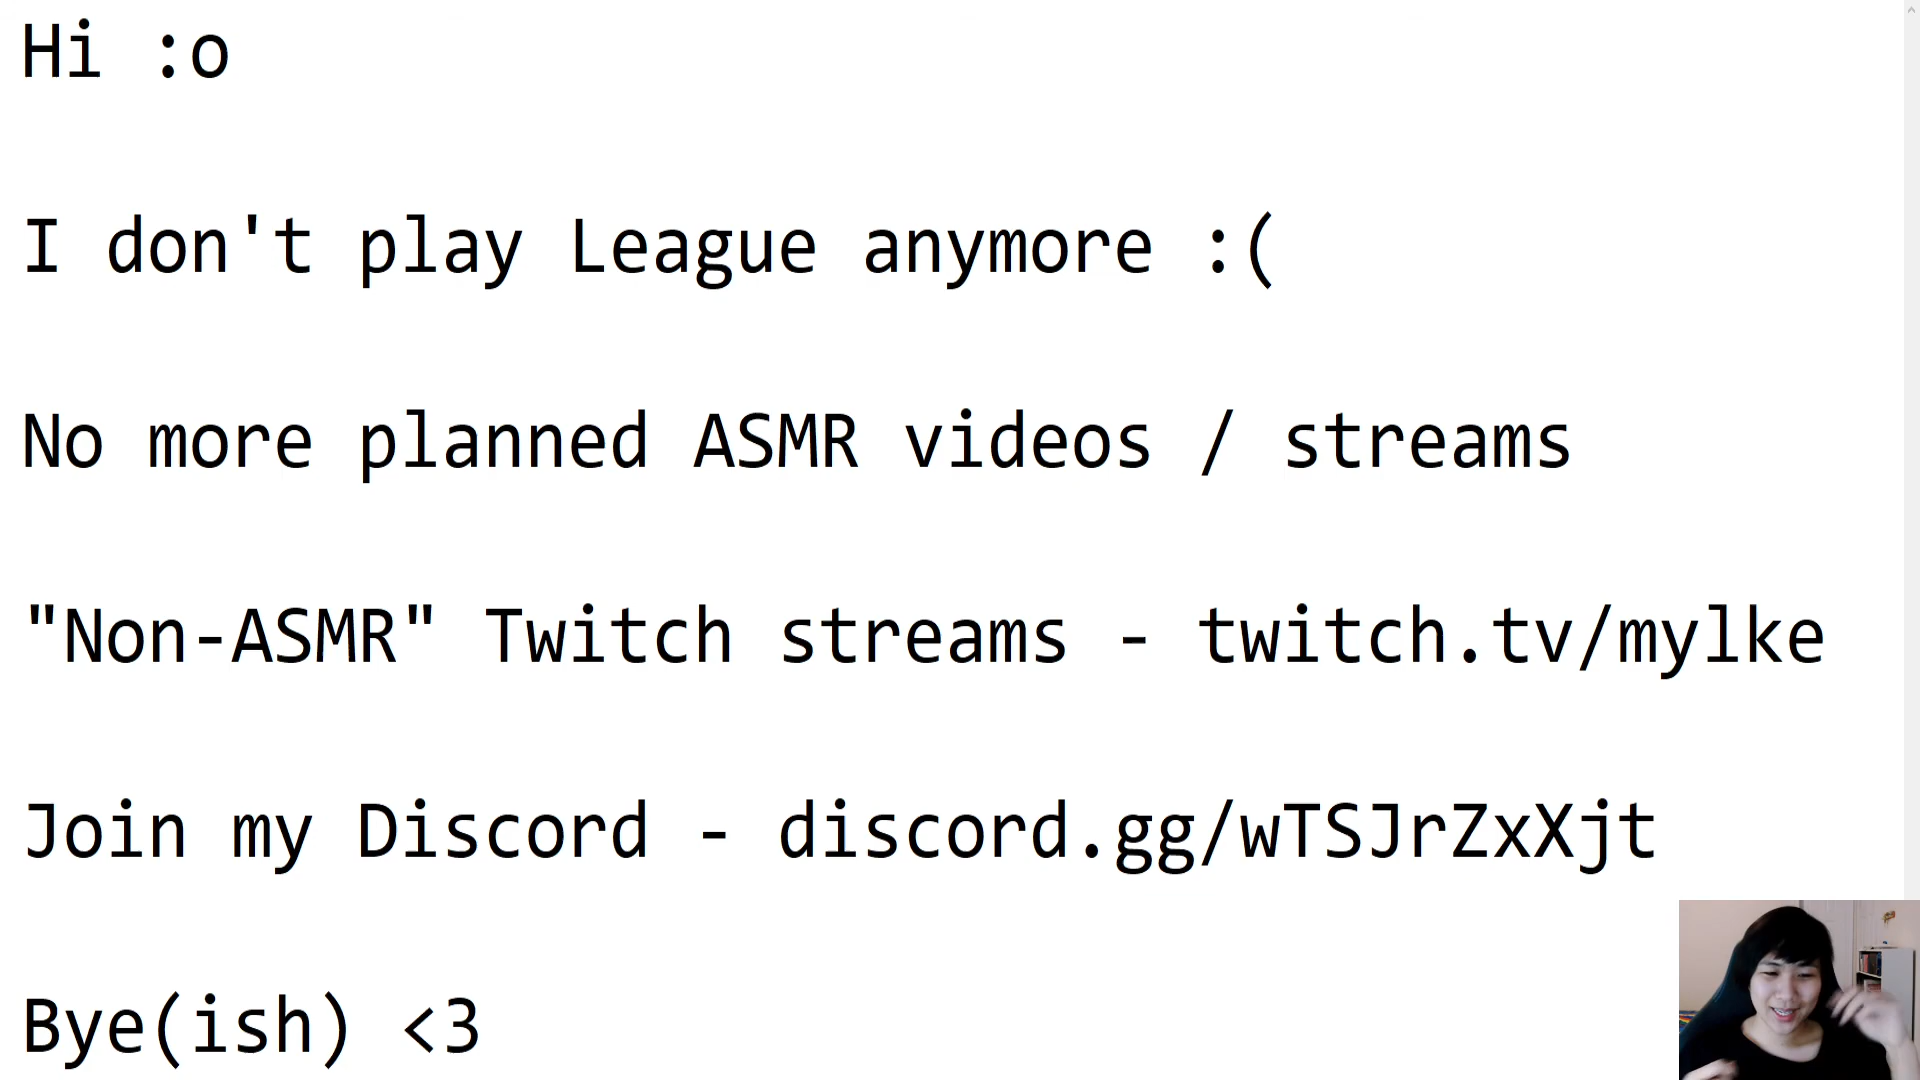 Hi :o
I don't play League anymore :(
No more planned ASMR videos / streams
"Non-ASMR" Twitch streams - twitch.tv/mylke
Join my Discord - discord.gg/wTSJrZxXjt
Bye(ish) <3